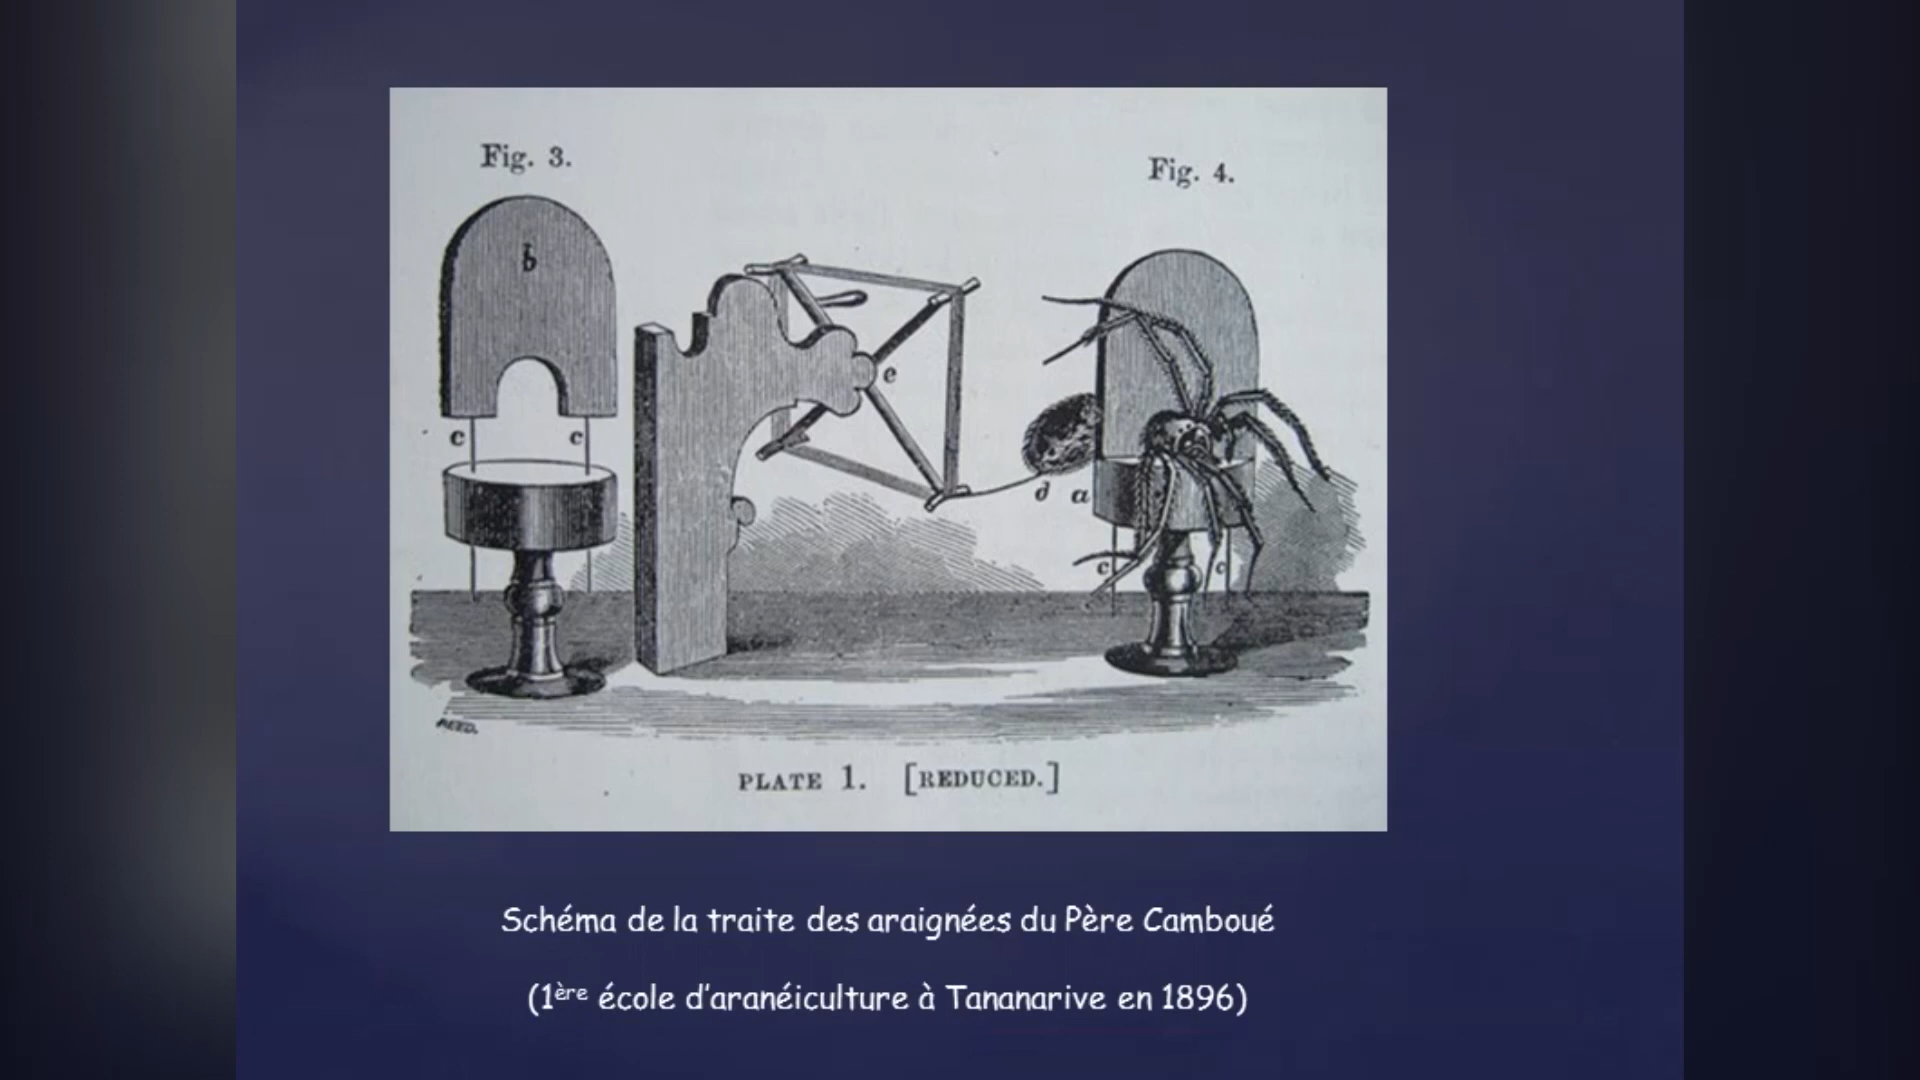 Fig. 3.
Fig. 4.
b
e
c
c
d
a
c
c
REED.
PLATE 1. [REDUCED.]
Schéma de la traite des araignées du Père Camboué
(1ère école d'aranéiculture à Tananarive en 1896)